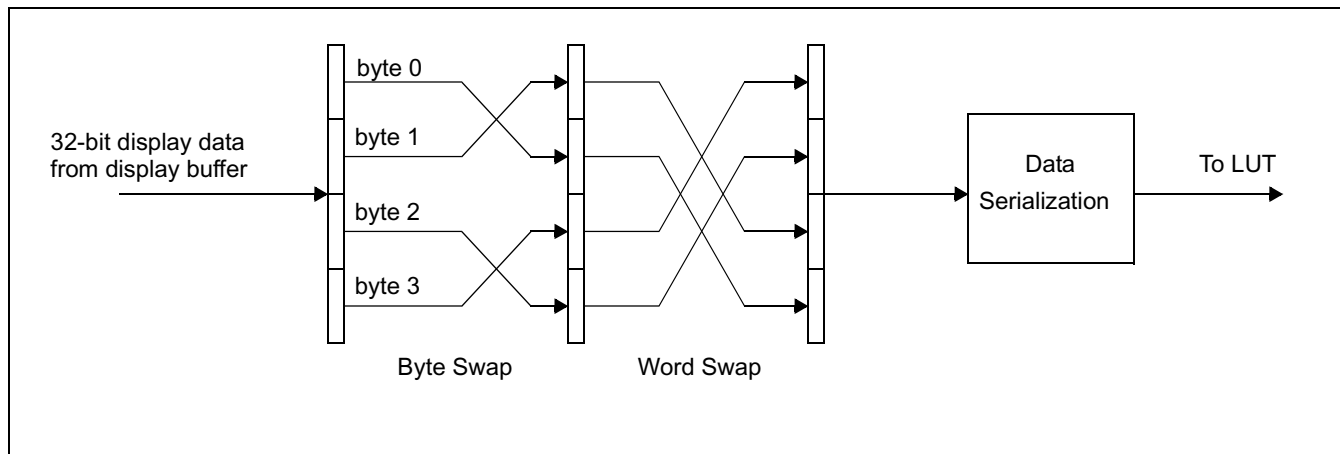 32-bit display data
from display buffer
byte 0
byte 1
byte 2
byte 3
Byte Swap
Word Swap
Data
Serialization
To LUT